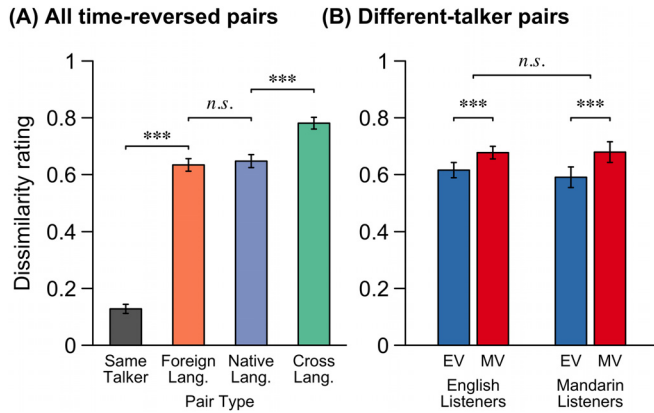 (A) All time-reversed pairs
Dissimilarity rating
1
0.8
0.6
0.4
0.2
0
***
n.s.
***
Same
Talker
Foreign
Lang.
Native
Lang.
Cross
Lang.
Pair Type
(B) Different-talker pairs
1
0.8
0.6
0.4
0.2
0
n.s.
***
***
EV MV EV MV
English
Listeners
Mandarin
Listeners